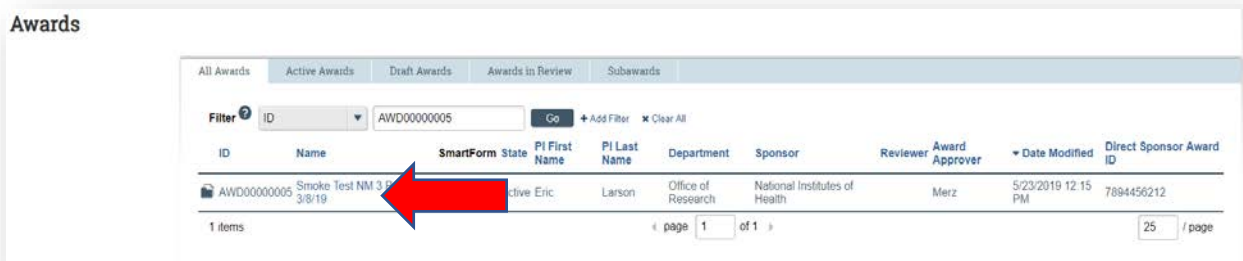 Awards
All Awards Active Awards Draft Awards Awards in Review Subawards
Filter ? ID AWD00000005 Go + Add Filter × Clear All
ID Name SmartForm State PI First Name PI Last Name Department Sponsor Reviewer Award Approver Date Modified Direct Sponsor Award ID
AWD00000005 Smoke Test NM 3 3/8/19 Eric Larson Office of Research National Institutes of Health Merz 5/23/2019 12:15 PM 7894456212
1 items page 1 of 1 25 / page